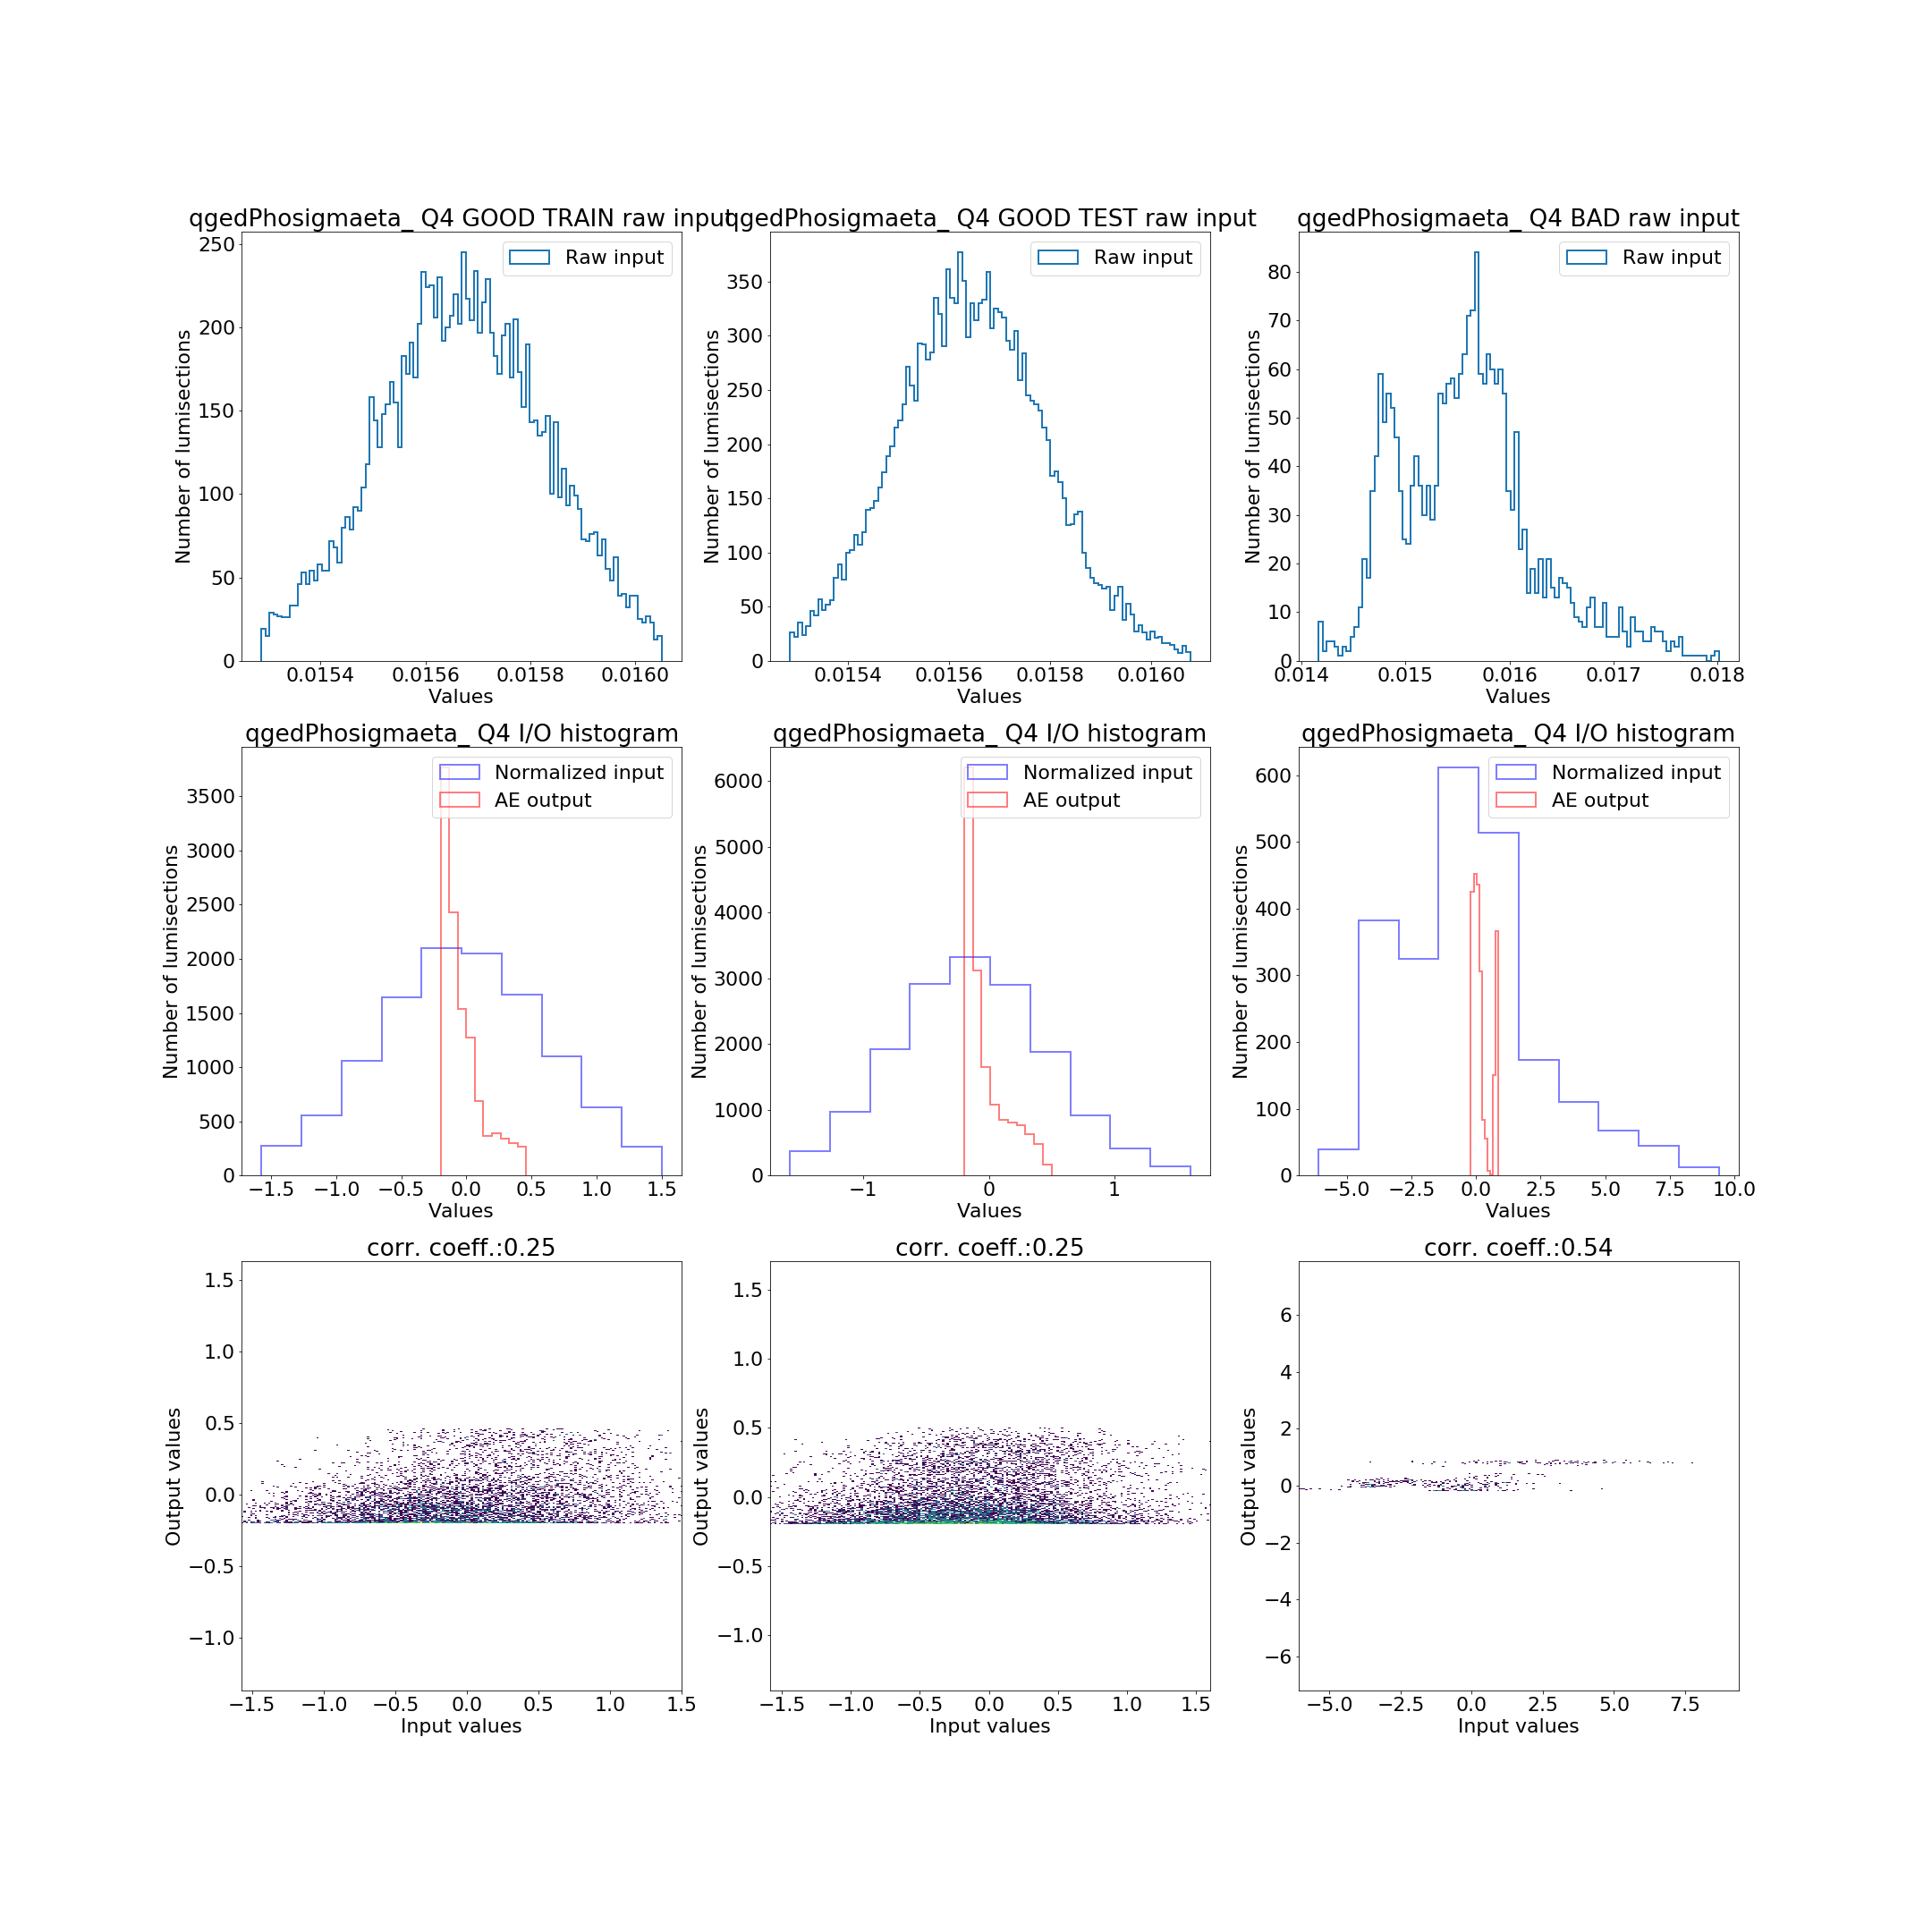 qgedPhosigmaeta_ Q4 GOOD TRAIN raw input
qgedPhosigmaeta_ Q4 GOOD TEST raw input
qgedPhosigmaeta_ Q4 BAD raw input
Raw input
Raw input
Raw input
Number of lumisections
250
200
150
100
50
0
0.0154 0.0156 0.0158 0.0160
Values
Number of lumisections
350
300
250
200
150
100
50
0
0.0154 0.0156 0.0158 0.0160
Values
Number of lumisections
80
70
60
50
40
30
20
10
0
0.014 0.015 0.016 0.017 0.018
Values
qgedPhosigmaeta_ Q4 I/O histogram
Normalized input
AE output
Number of lumisections
3500
3000
2500
2000
1500
1000
500
0
−1.5 −1.0 −0.5 0.0 0.5 1.0 1.5
Values
qgedPhosigmaeta_ Q4 I/O histogram
Normalized input
AE output
Number of lumisections
6000
5000
4000
3000
2000
1000
0
−1 0 1
Values
qgedPhosigmaeta_ Q4 I/O histogram
Normalized input
AE output
Number of lumisections
600
500
400
300
200
100
0
−5.0 −2.5 0.0 2.5 5.0 7.5 10.0
Values
corr. coeff.:0.25
Output values
1.5
1.0
0.5
0.0
−0.5
−1.0
−1.5 −1.0 −0.5 0.0 0.5 1.0 1.5
Input values
corr. coeff.:0.25
Output values
1.5
1.0
0.5
0.0
−0.5
−1.0
−1.5 −1.0 −0.5 0.0 0.5 1.0 1.5
Input values
corr. coeff.:0.54
Output values
6
4
2
0
−2
−4
−6
−5.0 −2.5 0.0 2.5 5.0 7.5
Input values